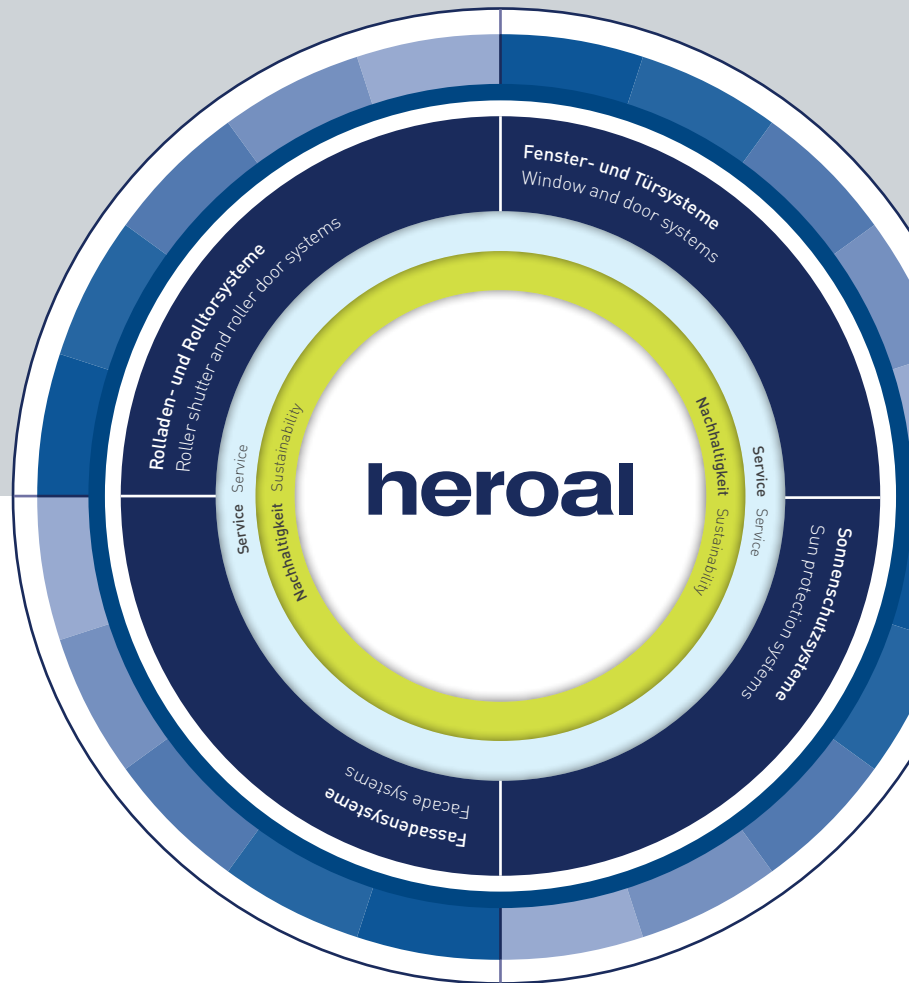 Fenster- und Türsysteme
Window and door systems
Rolladen- und Rolltorsysteme
Roller shutter and roller door systems
Service Service
Nachhaltigkeit Sustainability
heroal
Nachhaltigkeit Sustainability
Service Service
Sonnenschutzsysteme
Sun protection systems
Fassadensysteme
Facade systems